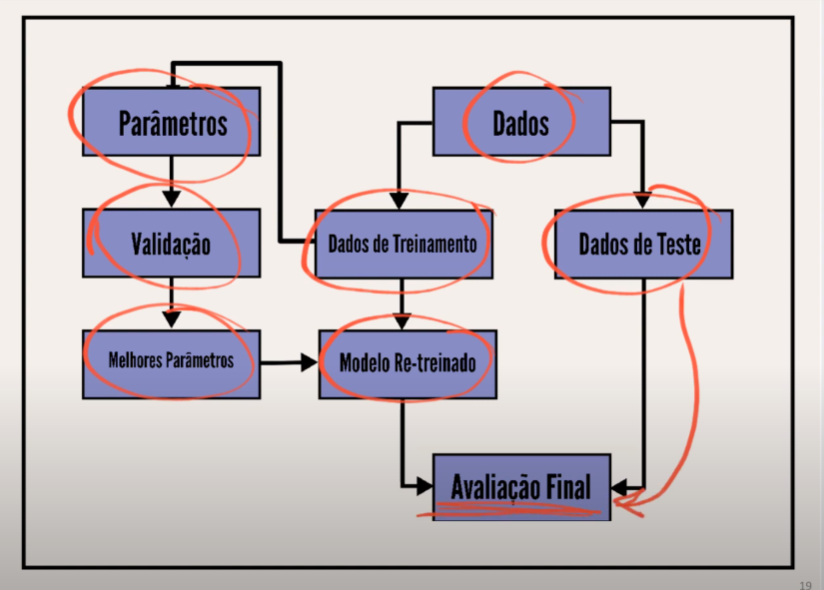 Parâmetros
Dados
Validação
Dados de Treinamento
Dados de Teste
Melhores Parâmetros
Modelo Re-treinado
Avaliação Final
19